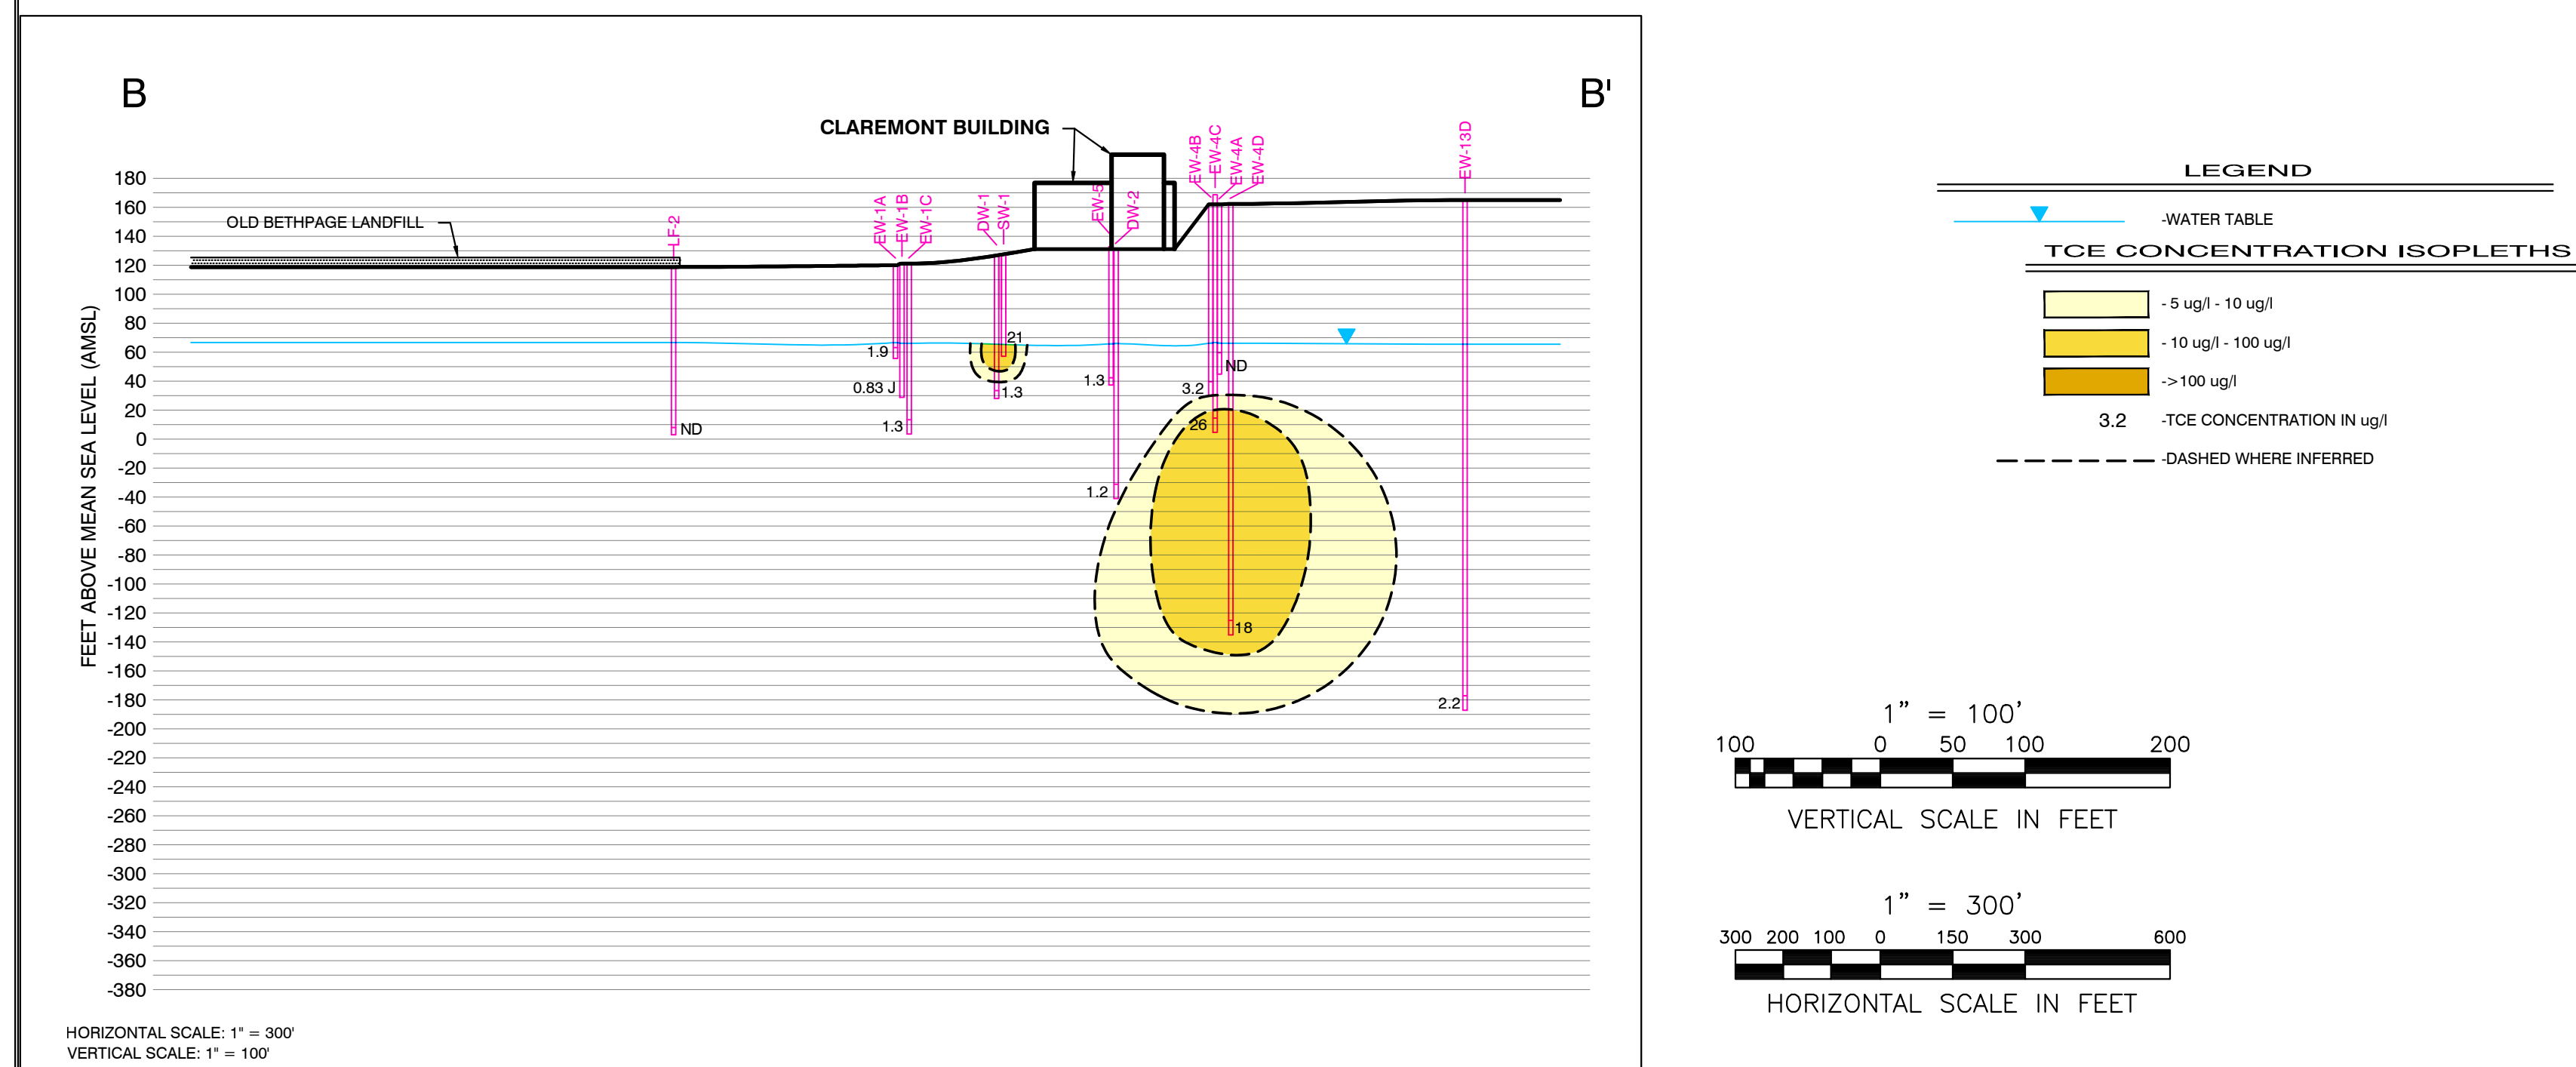 B
B'
CLAREMONT BUILDING
OLD BETHPAGE LANDFILL
LF-2
EW-1A
EW-1B
EW-1C
DW-1
SW-1
EW-5
DW-2
EW-4B
EW-4C
EW-4A
EW-4D
EW-13D
FEET ABOVE MEAN SEA LEVEL (AMSL)
180
160
140
120
100
80
60
40
20
0
-20
-40
-60
-80
-100
-120
-140
-160
-180
-200
-220
-240
-260
-280
-300
-320
-340
-360
-380
21
1.9
ND
1.3
0.83 J
3.2
1.3
1.3
26
ND
1.2
18
2.2
HORIZONTAL SCALE: 1" = 300'
VERTICAL SCALE: 1" = 100'
LEGEND
-WATER TABLE
TCE CONCENTRATION ISOPLETHS
- 5 ug/l - 10 ug/l
- 10 ug/l - 100 ug/l
->100 ug/l
3.2 -TCE CONCENTRATION IN ug/l
-DASHED WHERE INFERRED
1” = 100’
100 0 50 100 200
VERTICAL SCALE IN FEET
1” = 300’
300 200 100 0 150 300 600
HORIZONTAL SCALE IN FEET